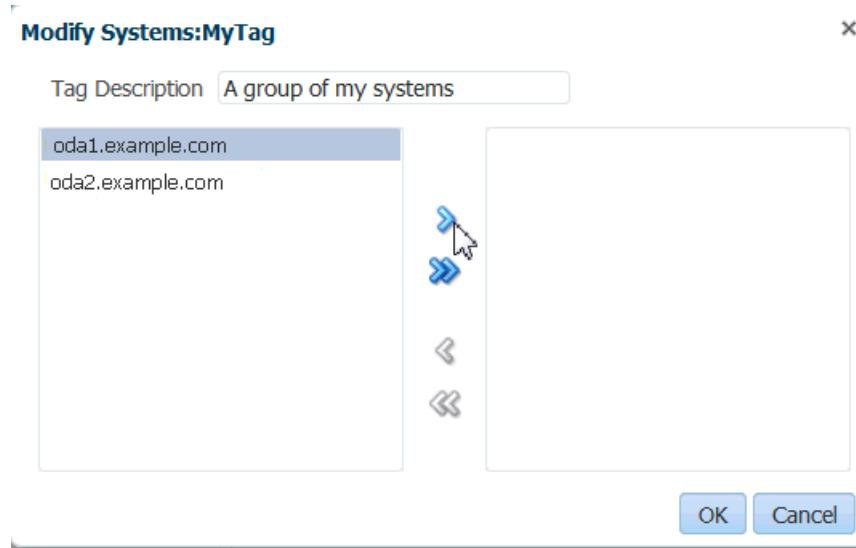 Modify Systems:MyTag
Tag Description A group of my systems
oda1.example.com
oda2.example.com
OK Cancel